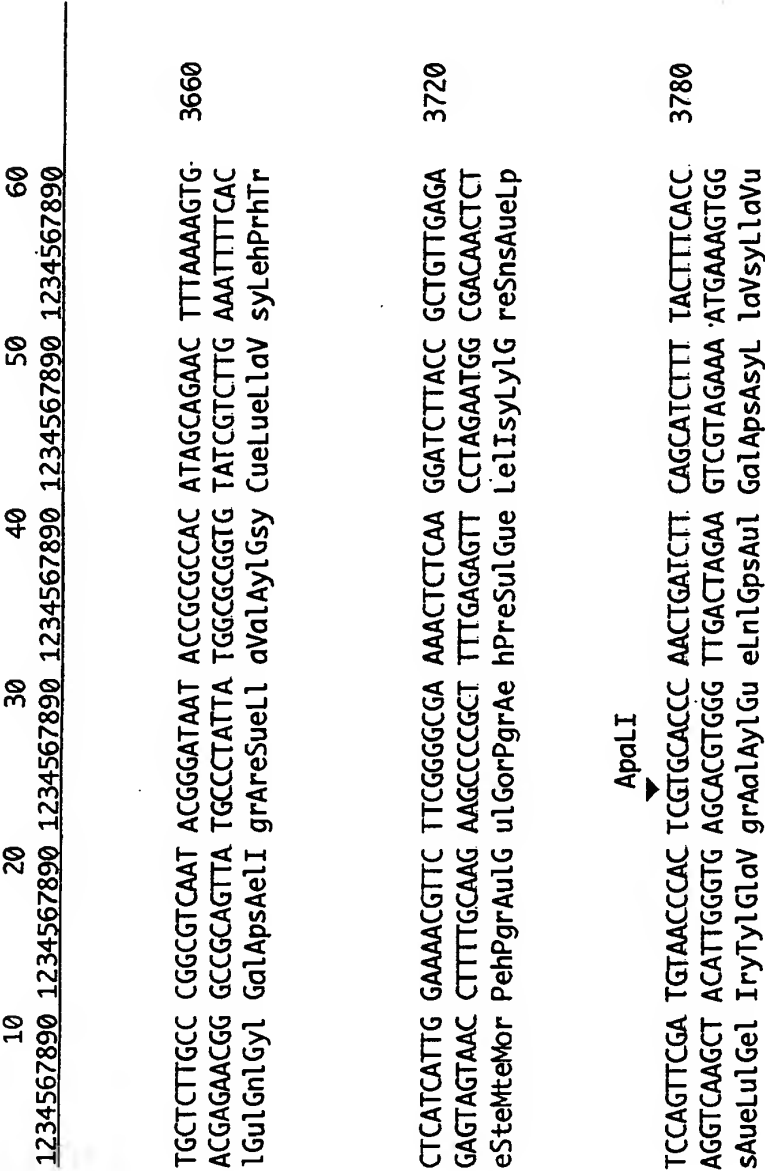 10 20 30 40 50 60
1234567890 1234567890 1234567890 1234567890 1234567890 1234567890
TGCTCTTGCC CGGCGTCAAT ACGGGATAAT ACCGCGCCAC ATAGCAGAAC TTTAAAAGTG 3660
ACGAGAACGG GCCGCAGTTA TGCCCTATTA TGGCGCGGTG TATCGTCTTG AAATTTTCAC
lGulGnlGyl GalApsAelI grAreSueLl aValAylGsy CueLueLlaV syLehPrhTr
CTCATCATTG GAAAACGTTC TTCGGGGCGA AAACTCTCAA GGATCTTACC GCTGTTGAGA 3720
GAGTAGTAAC CTTTTGCAAG AAGCCCCGCT TTTGAGAGTT CCTAGAATGG CGACAACTCT
eSteMteMor PehPgrAulG ulGorPgrAe hPreSulGue LelIsyLylG reSnsAueLp
ApaLI
TCCAGTTCGA TGTAACCCAC TCGTGCACCC AACTGATCTT CAGCATCTTT TACTTTCACC 3780
AGGTCAAGCT ACATTGGGTG AGCACGTGGG TTGACTAGAA GTCGTAGAAA ATGAAAGTGG
sAueLulGel IryTylGlaV grAalAylGu eLnlGpsAul GalApsAsyL laVsyLlaVu